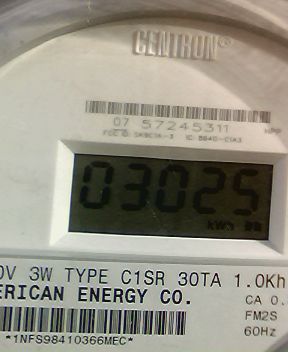 CENTRON®
07 57245311
03025
kWh
0V 3W TYPE C1SR 30TA 1.0Kh
ERICAN ENERGY CO.
CA 0.
FM2S
60Hz
*1NFS98410366MEC*